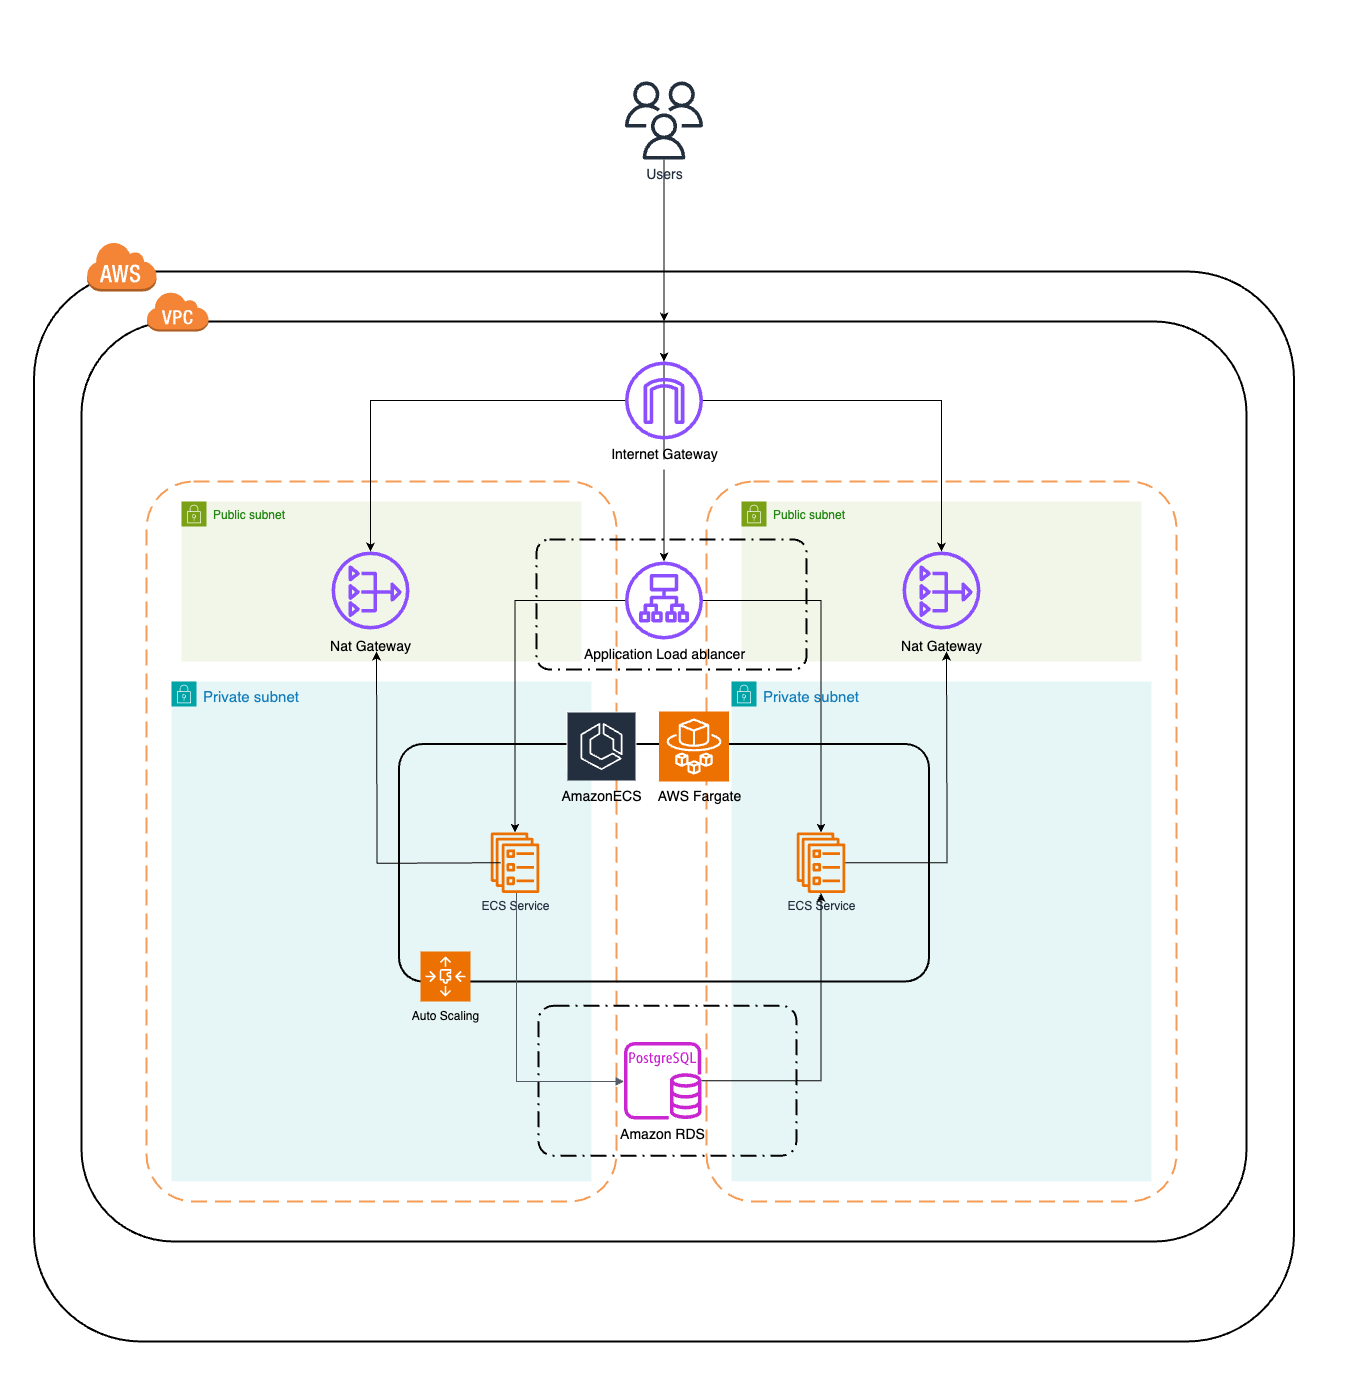 Users
AWS
VPC
Internet Gateway
Public subnet
Public subnet
Nat Gateway
Application Load ablancer
Nat Gateway
Private subnet
Private subnet
AmazonECS
AWS Fargate
ECS Service
ECS Service
Auto Scaling
PostgreSQL
Amazon RDS